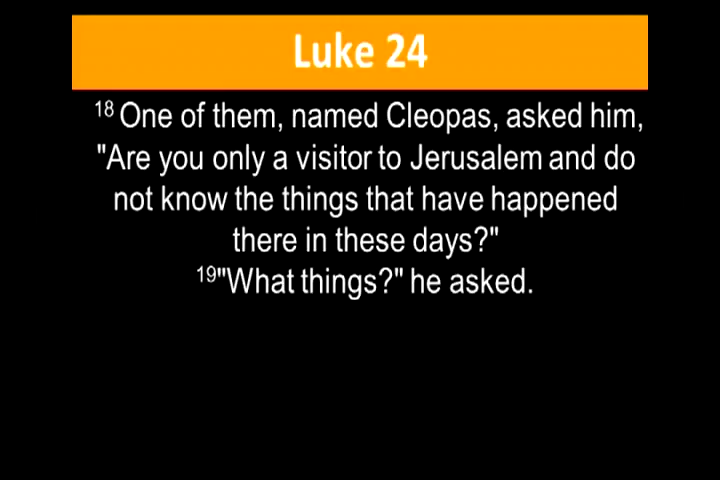 Luke 24
18 One of them, named Cleopas, asked him,
"Are you only a visitor to Jerusalem and do
not know the things that have happened
there in these days?"
19"What things?" he asked.